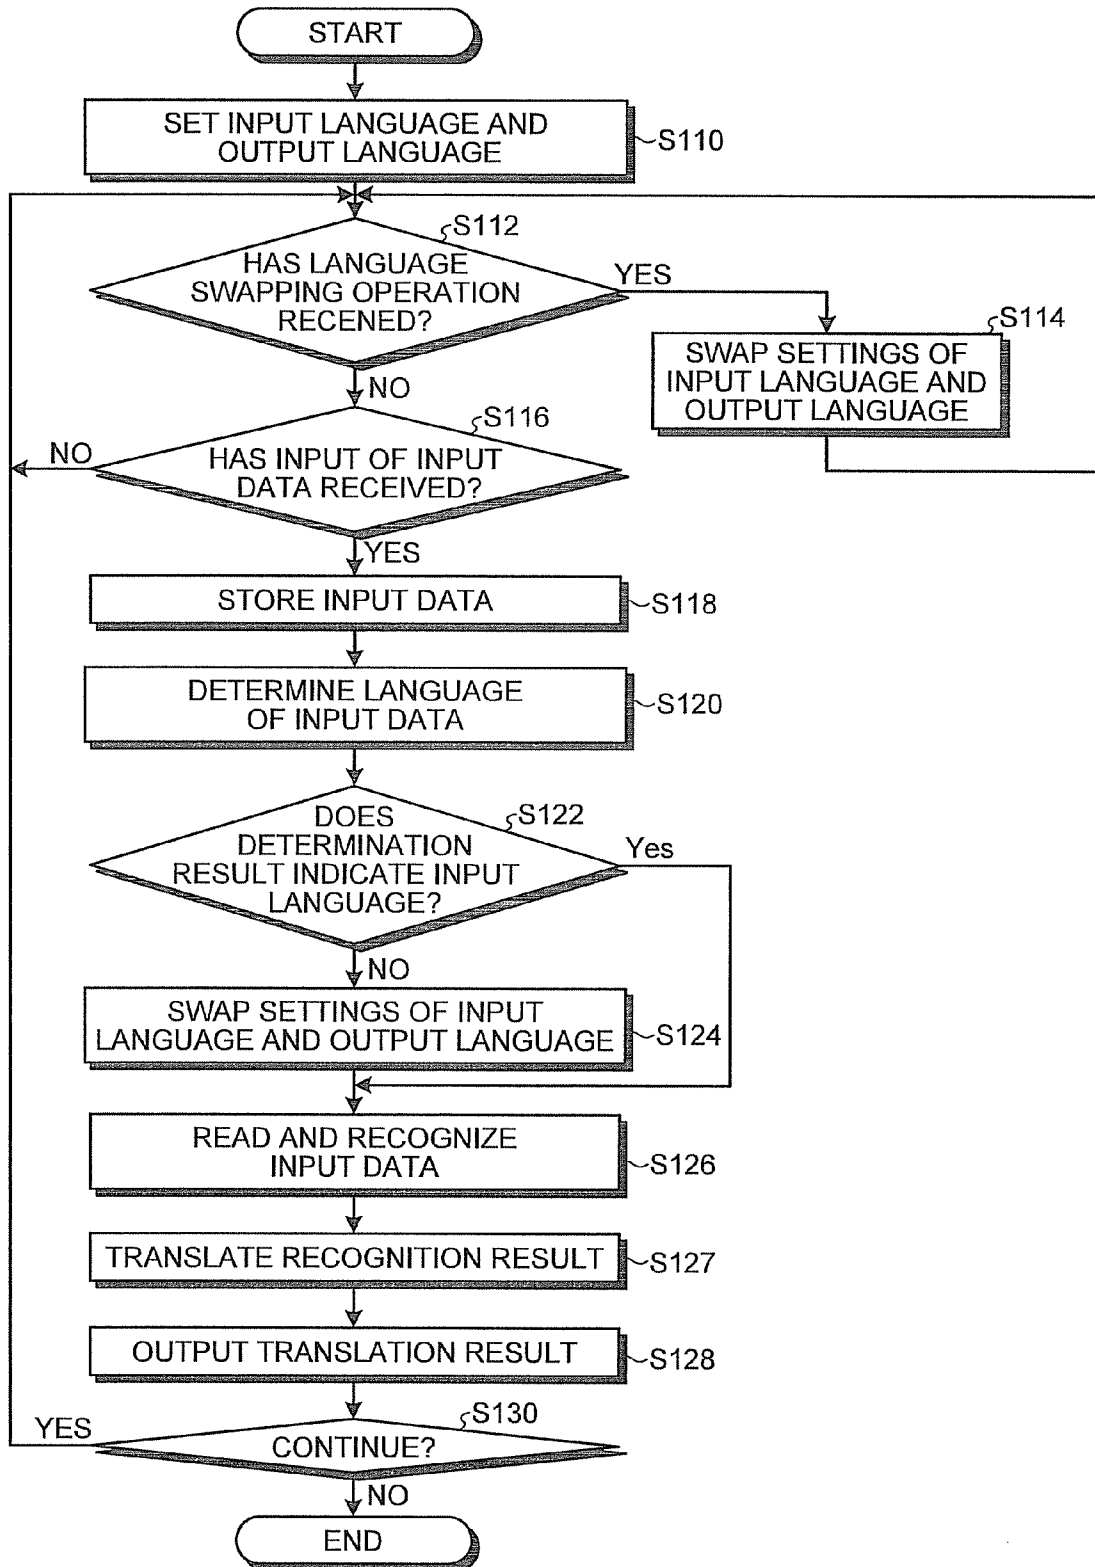 START
SET INPUT LANGUAGE AND
OUTPUT LANGUAGE
S110
S112
HAS LANGUAGE
SWAPPING OPERATION
RECENED?
YES
S114
SWAP SETTINGS OF
INPUT LANGUAGE AND
OUTPUT LANGUAGE
NO
S116
NO
HAS INPUT OF INPUT
DATA RECEIVED?
YES
STORE INPUT DATA
S118
DETERMINE LANGUAGE
OF INPUT DATA
S120
S122
DOES
DETERMINATION
RESULT INDICATE INPUT
LANGUAGE?
Yes
NO
SWAP SETTINGS OF INPUT
LANGUAGE AND OUTPUT LANGUAGE
S124
READ AND RECOGNIZE
INPUT DATA
S126
TRANSLATE RECOGNITION RESULT
S127
OUTPUT TRANSLATION RESULT
S128
S130
YES
CONTINUE?
NO
END